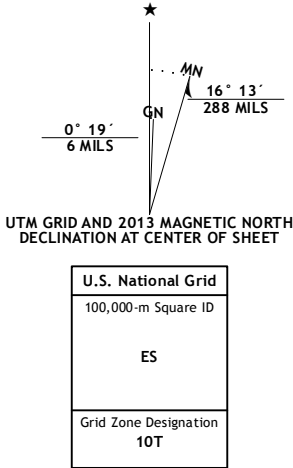 ★
MN
GN
16° 13´
288 MILS
0° 19´
6 MILS
UTM GRID AND 2013 MAGNETIC NORTH
DECLINATION AT CENTER OF SHEET
U.S. National Grid
100,000-m Square ID
ES
Grid Zone Designation
10T